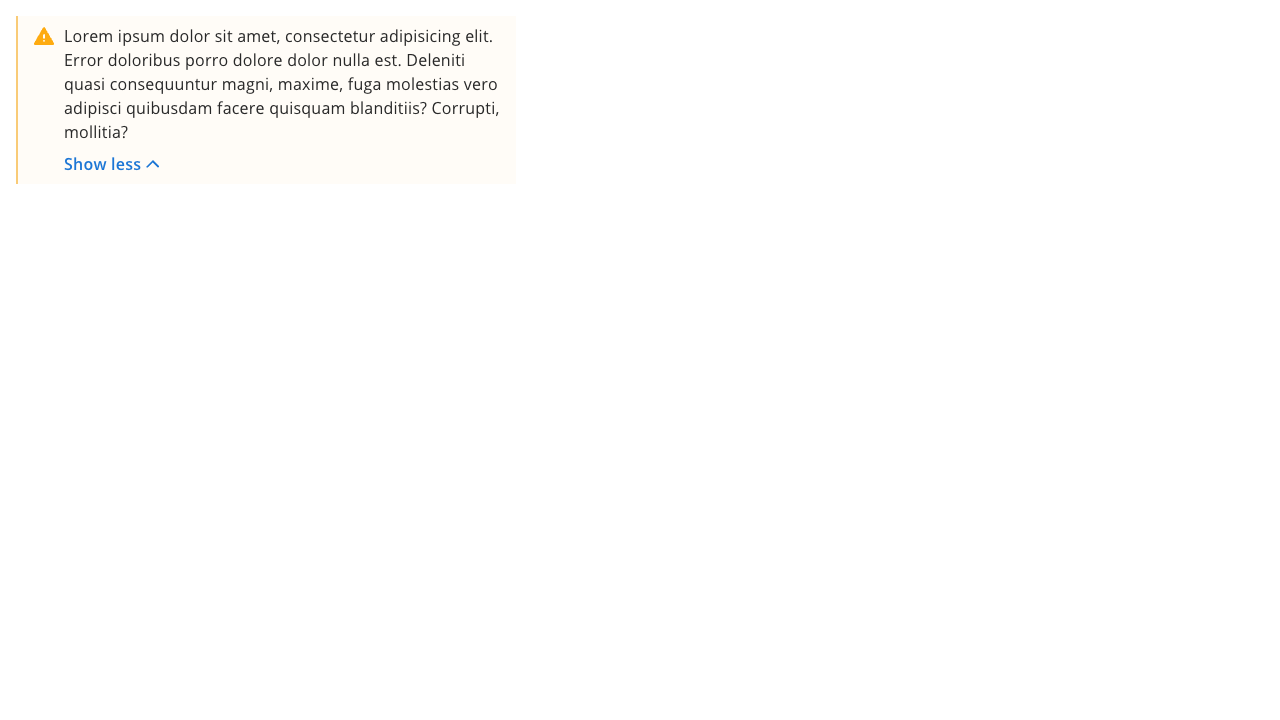 Lorem ipsum dolor sit amet, consectetur adipisicing elit.
Error doloribus porro dolore dolor nulla est. Deleniti
quasi consequuntur magni, maxime, fuga molestias vero
adipisci quibusdam facere quisquam blanditiis? Corrupti,
mollitia?
Show less